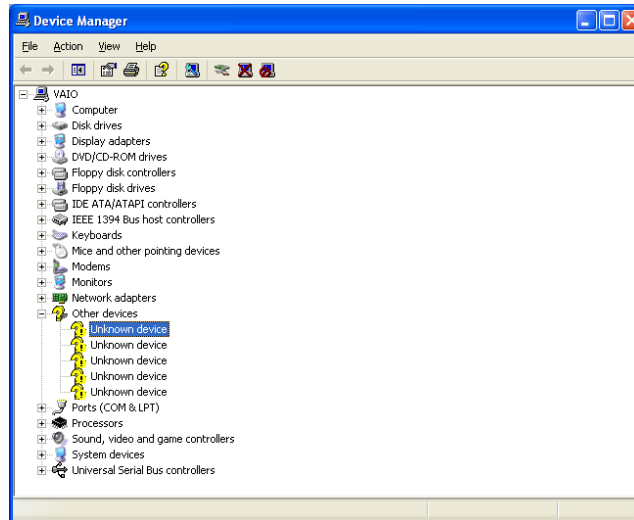 Device Manager
File Action View Help
VAIO
Computer
Disk drives
Display adapters
DVD/CD-ROM drives
Floppy disk controllers
Floppy disk drives
IDE ATA/ATAPI controllers
IEEE 1394 Bus host controllers
Keyboards
Mice and other pointing devices
Modems
Monitors
Network adapters
Other devices
Unknown device
Unknown device
Unknown device
Unknown device
Unknown device
Ports (COM & LPT)
Processors
Sound, video and game controllers
System devices
Universal Serial Bus controllers